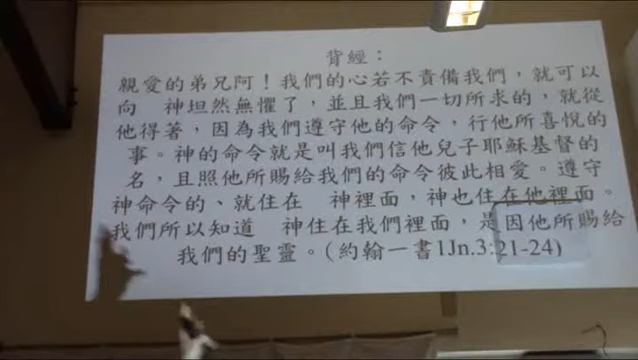 背經：
親愛的弟兄阿！我們的心若不責備我們，就可以
向　神坦然無懼了，並且我們一切所求的，就從
他得著，因為我們遵守他的命令，行他所喜悅的
事。神的命令就是叫我們信他兒子耶穌基督的
名，且照他所賜給我們的命令彼此相愛。遵守
神命令的、就住在　神裡面，神也住在他裡面。
我們所以知道　神住在我們裡面，是因他所賜給
我們的聖靈。(約翰一書1Jn.3:21-24)